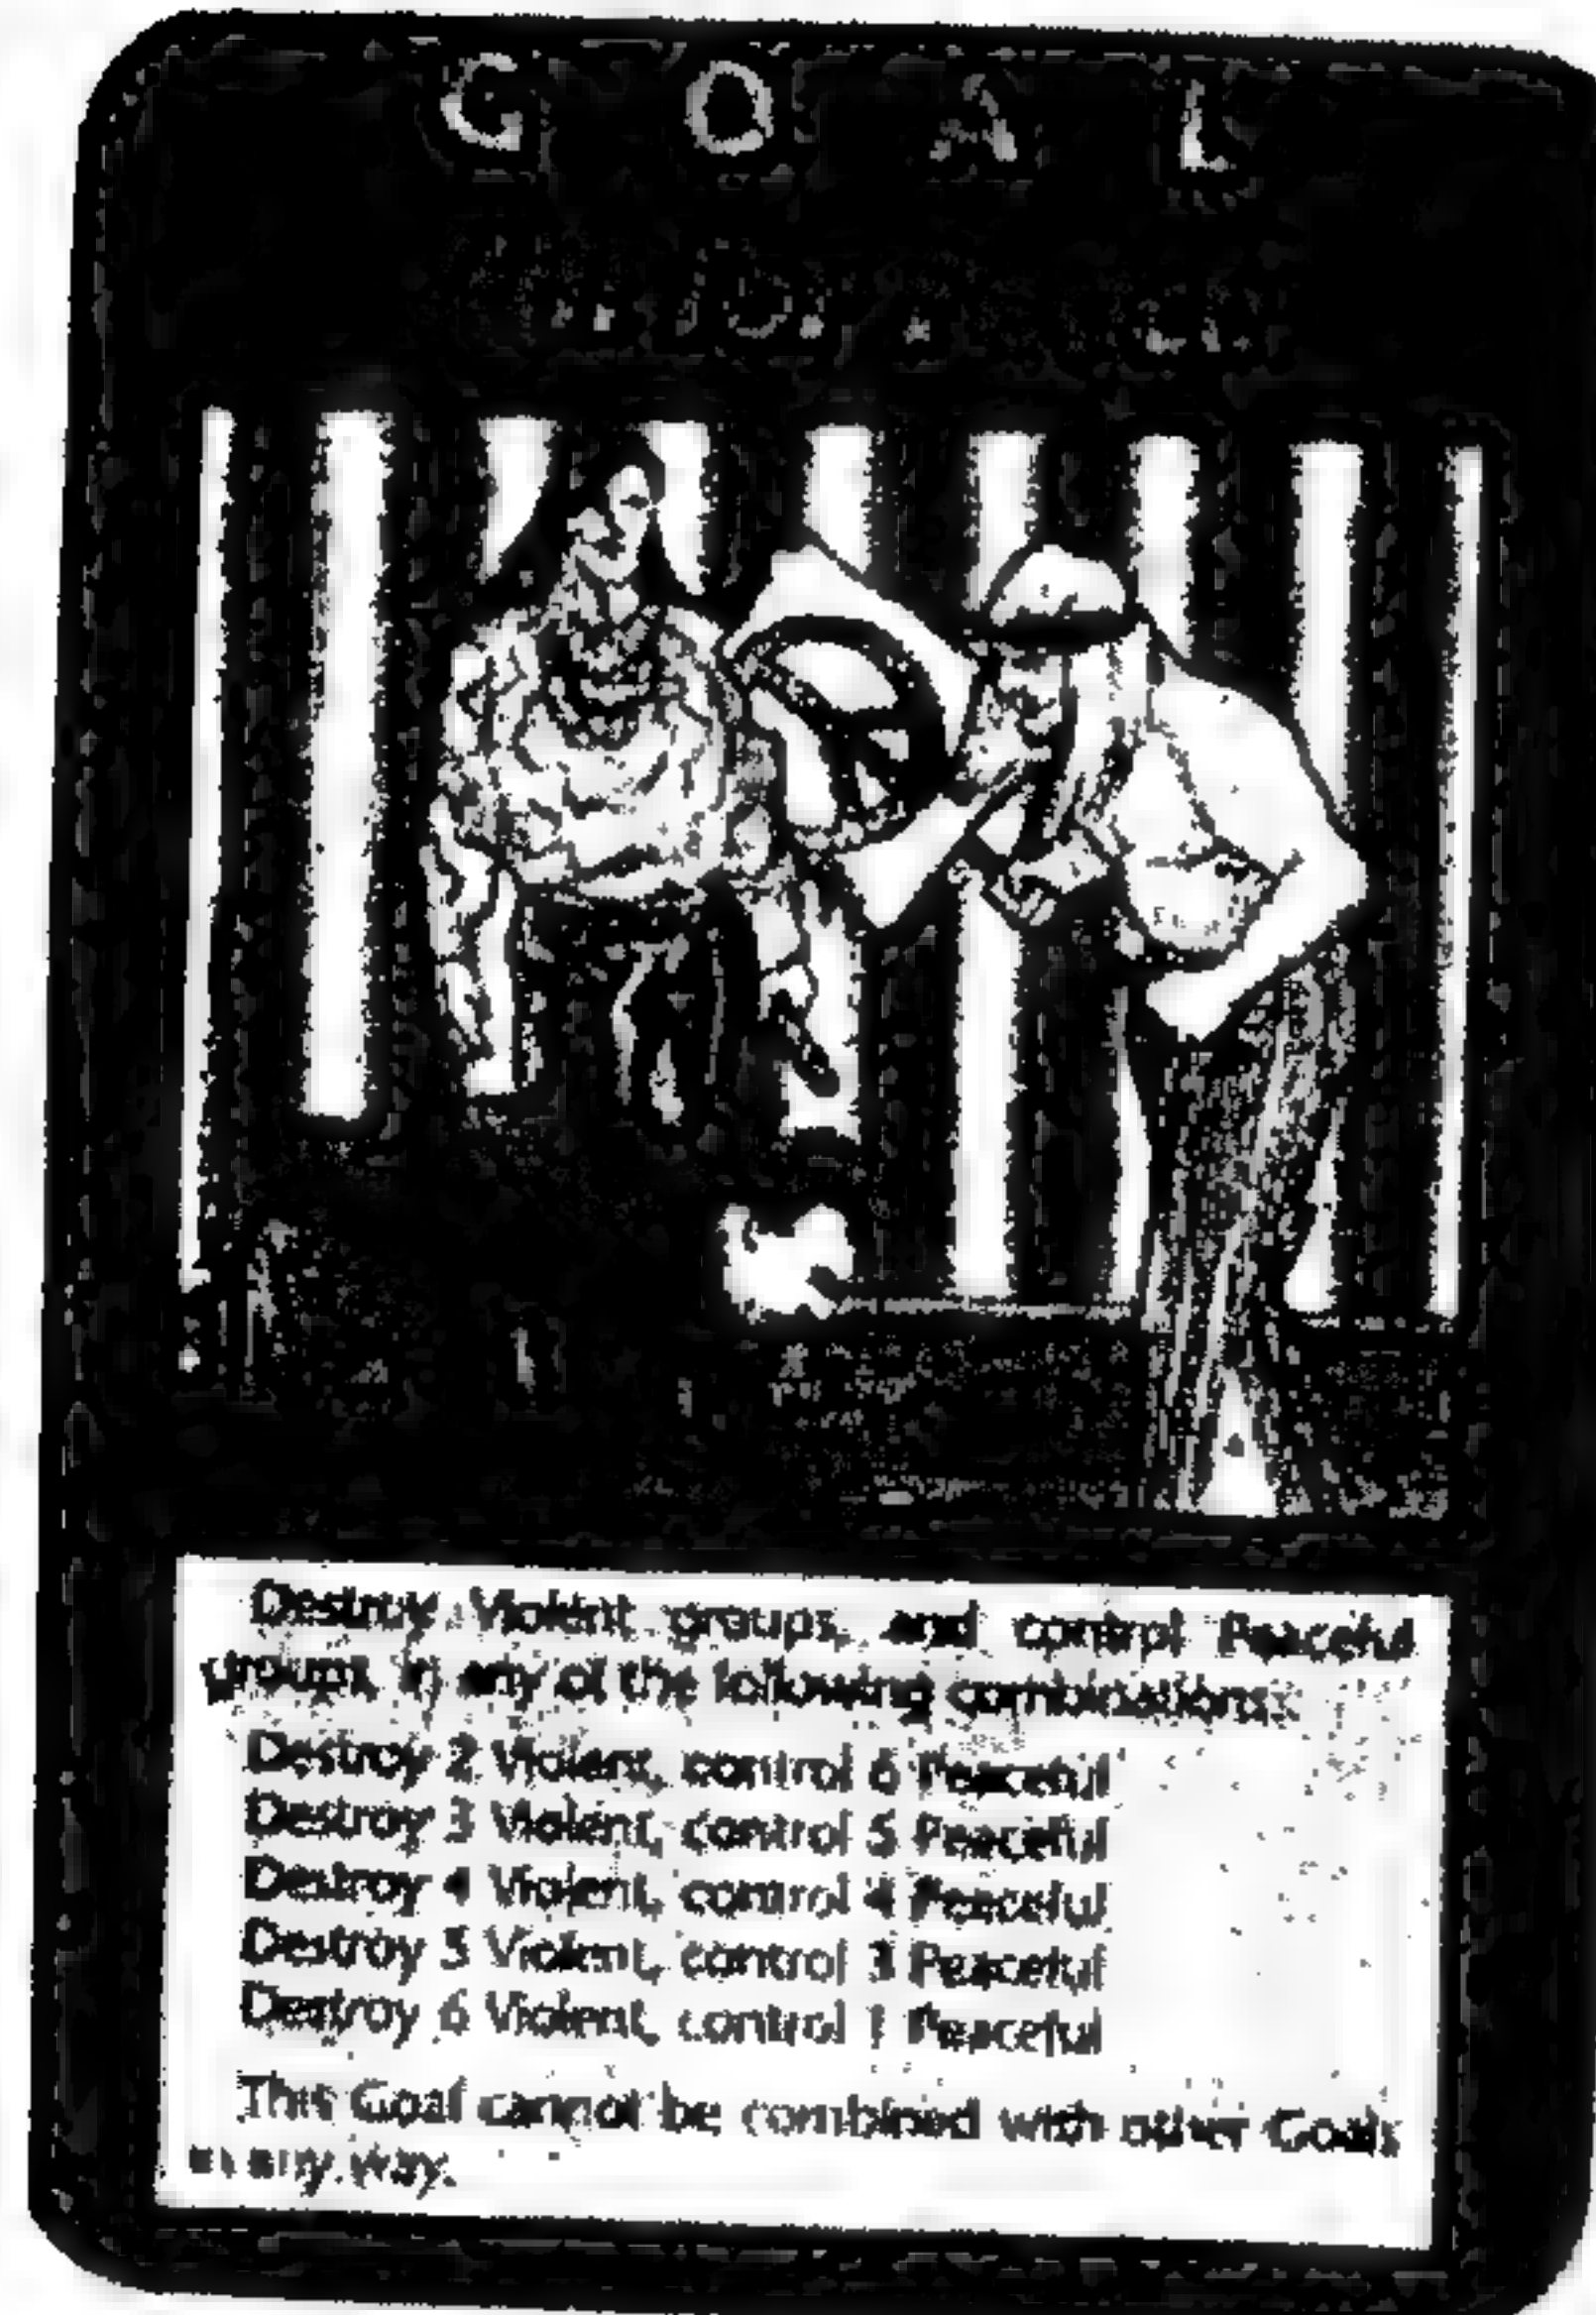 GOAL
Destroy Violent groups, and control Peaceful
groups, in any of the following combinations:
Destroy 2 Violent, control 6 Peaceful
Destroy 3 Violent, control 5 Peaceful
Destroy 4 Violent, control 4 Peaceful
Destroy 5 Violent, control 3 Peaceful
Destroy 6 Violent, control 1 Peaceful
This Goal cannot be combined with other Goals
in any way.